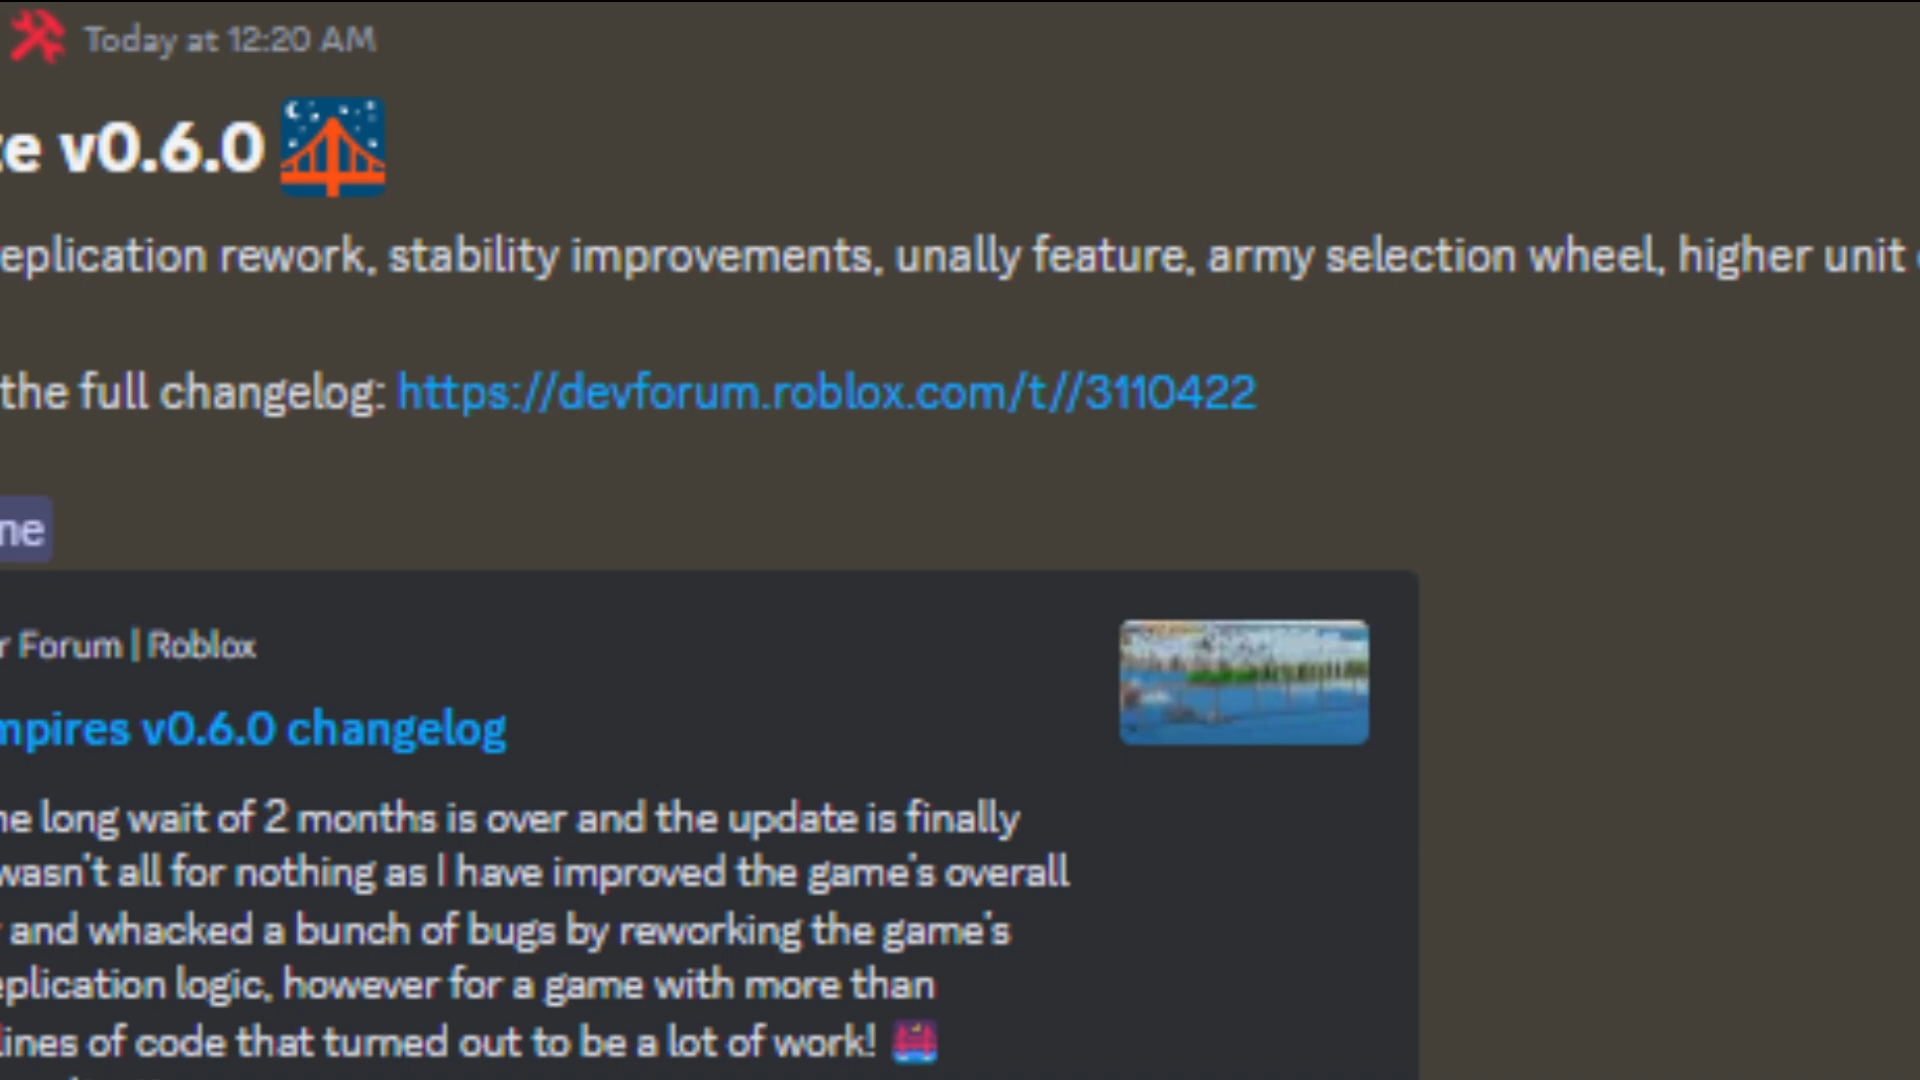 Today at 12:20 AM
te v0.6.0
eplication rework, stability improvements, unally feature, army selection wheel, higher unit
the full changelog: https://devforum.roblox.com/t//3110422
ne
r Forum | Roblox
mpires v0.6.0 changelog
ne long wait of 2 months is over and the update is finally
wasn't all for nothing as I have improved the game's overall
and whacked a bunch of bugs by reworking the game's
eplication logic, however for a game with more than
lines of code that turned out to be a lot of work!